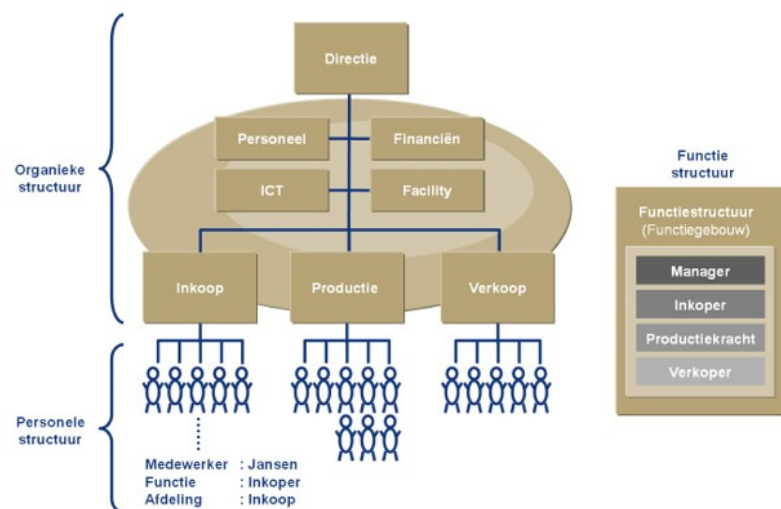 Directie
Personeel
Financiën
ICT
Facility
Organieke
structuur
Inkoop
Productie
Verkoop
Personele
structuur
Medewerker : Jansen
Functie : Inkoper
Afdeling : Inkoop
Functie
structuur
Functiestructuur
(Functiegebouw)
Manager
Inkoper
Productiekracht
Verkoper